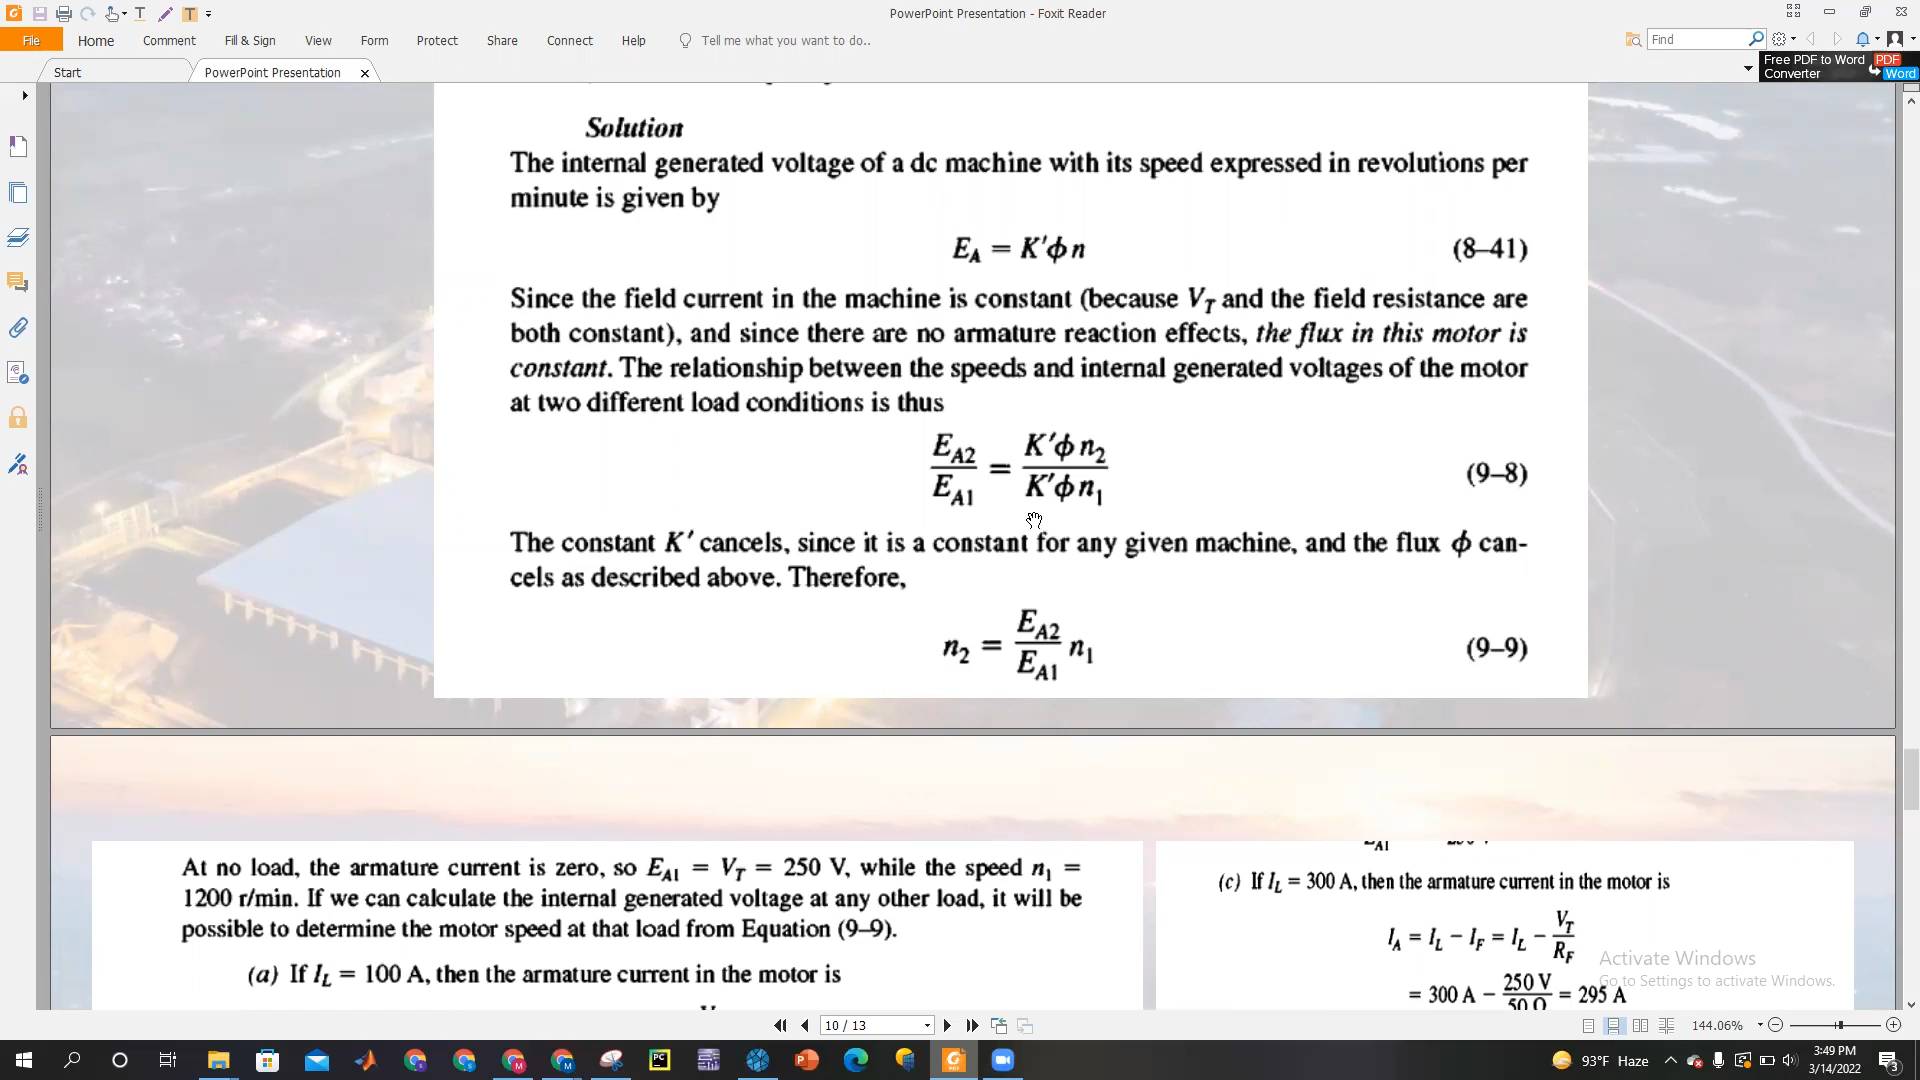 PowerPoint Presentation - Foxit Reader
File Home Comment Fill & Sign View Form Protect Share Connect Help Tell me what you want to do.. Find
Start PowerPoint Presentation
Free PDF to Word
Converter
PDF
Word
Solution
The internal generated voltage of a dc machine with its speed expressed in revolutions per
minute is given by
E_A = K′ϕn (8–41)
Since the field current in the machine is constant (because V_T and the field resistance are
both constant), and since there are no armature reaction effects, the flux in this motor is
constant. The relationship between the speeds and internal generated voltages of the motor
at two different load conditions is thus
E_A2 / E_A1 = K′ϕn_2 / K′ϕn_1 (9–8)
The constant K′ cancels, since it is a constant for any given machine, and the flux ϕ can-
cels as described above. Therefore,
n_2 = E_A2 / E_A1 n_1 (9–9)
At no load, the armature current is zero, so E_A1 = V_T = 250 V, while the speed n_1 =
1200 r/min. If we can calculate the internal generated voltage at any other load, it will be
possible to determine the motor speed at that load from Equation (9–9).
(a) If I_L = 100 A, then the armature current in the motor is
(c) If I_L = 300 A, then the armature current in the motor is
I_A = I_L − I_F = I_L − V_T / R_F
= 300 A − 250 V / 50 Ω = 295 A
Activate Windows
Go to Settings to activate Windows.
10 / 13
144.06%
93°F Haze
3:49 PM
3/14/2022
3